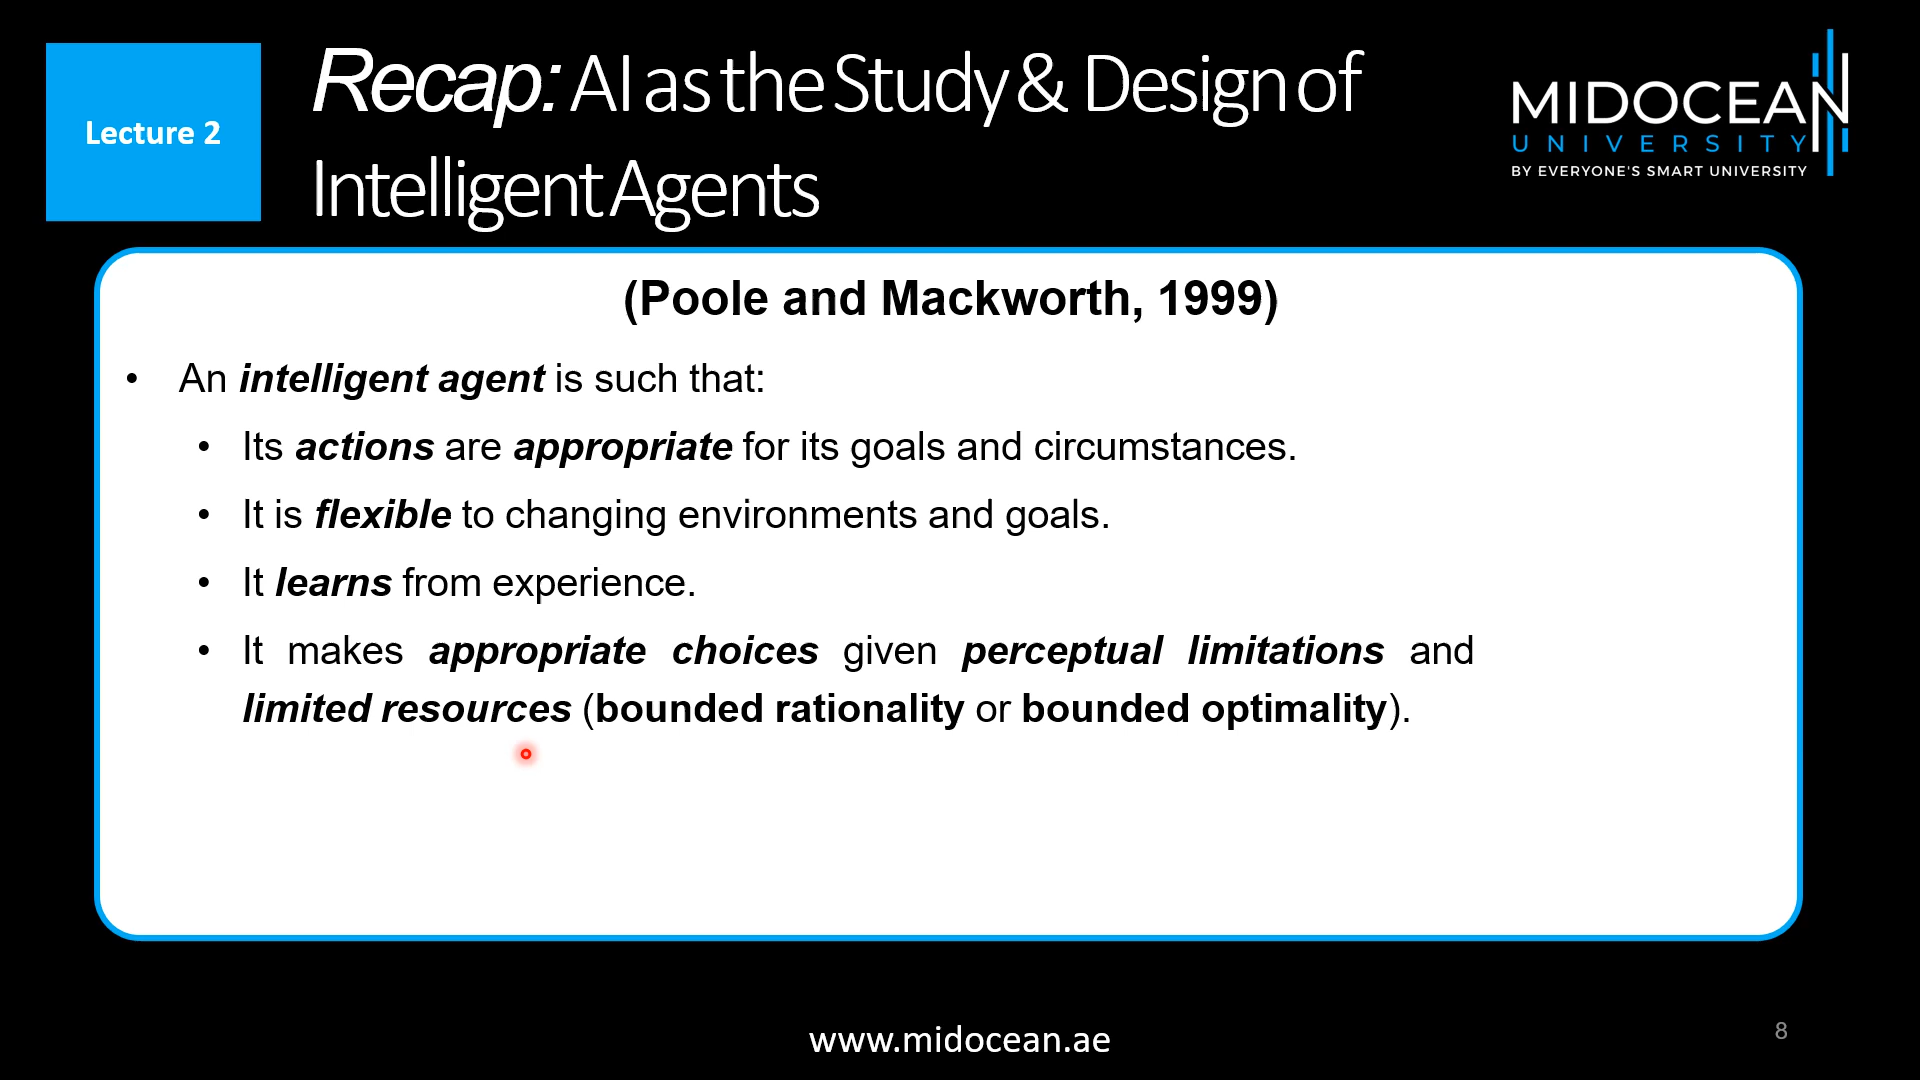 Lecture 2
Recap: AI as the Study & Design of
Intelligent Agents
MIDOCEAN
UNIVERSITY
BY EVERYONE'S SMART UNIVERSITY
(Poole and Mackworth, 1999)
• An intelligent agent is such that:
• Its actions are appropriate for its goals and circumstances.
• It is flexible to changing environments and goals.
• It learns from experience.
• It makes appropriate choices given perceptual limitations and
limited resources (bounded rationality or bounded optimality).
www.midocean.ae
8